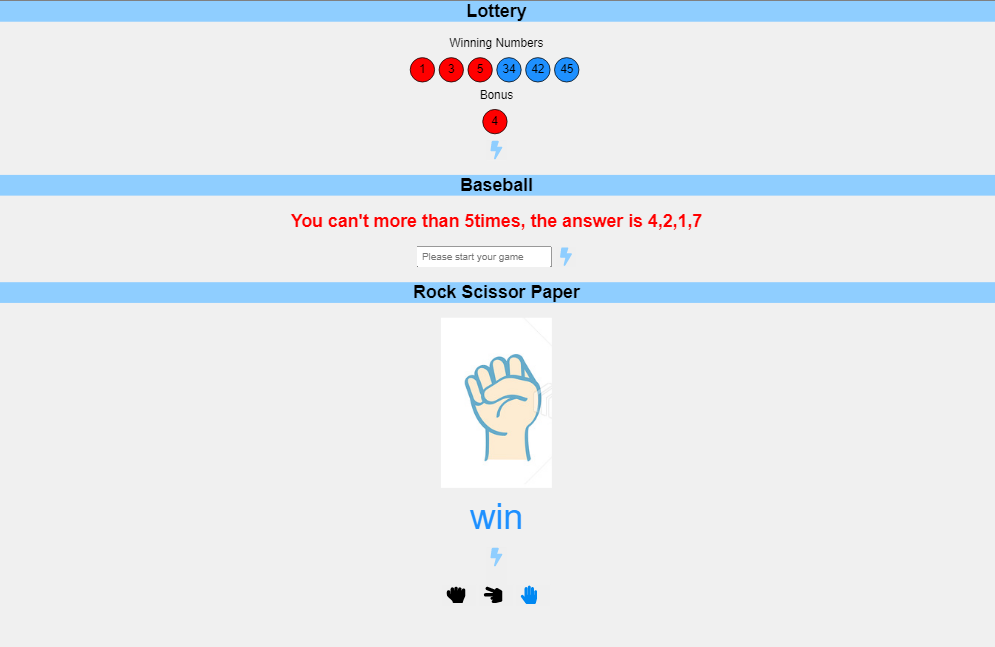 Lottery
Winning Numbers
1 3 5 34 42 45
Bonus
4
Baseball
You can't more than 5times, the answer is 4,2,1,7
Please start your game
Rock Scissor Paper
win